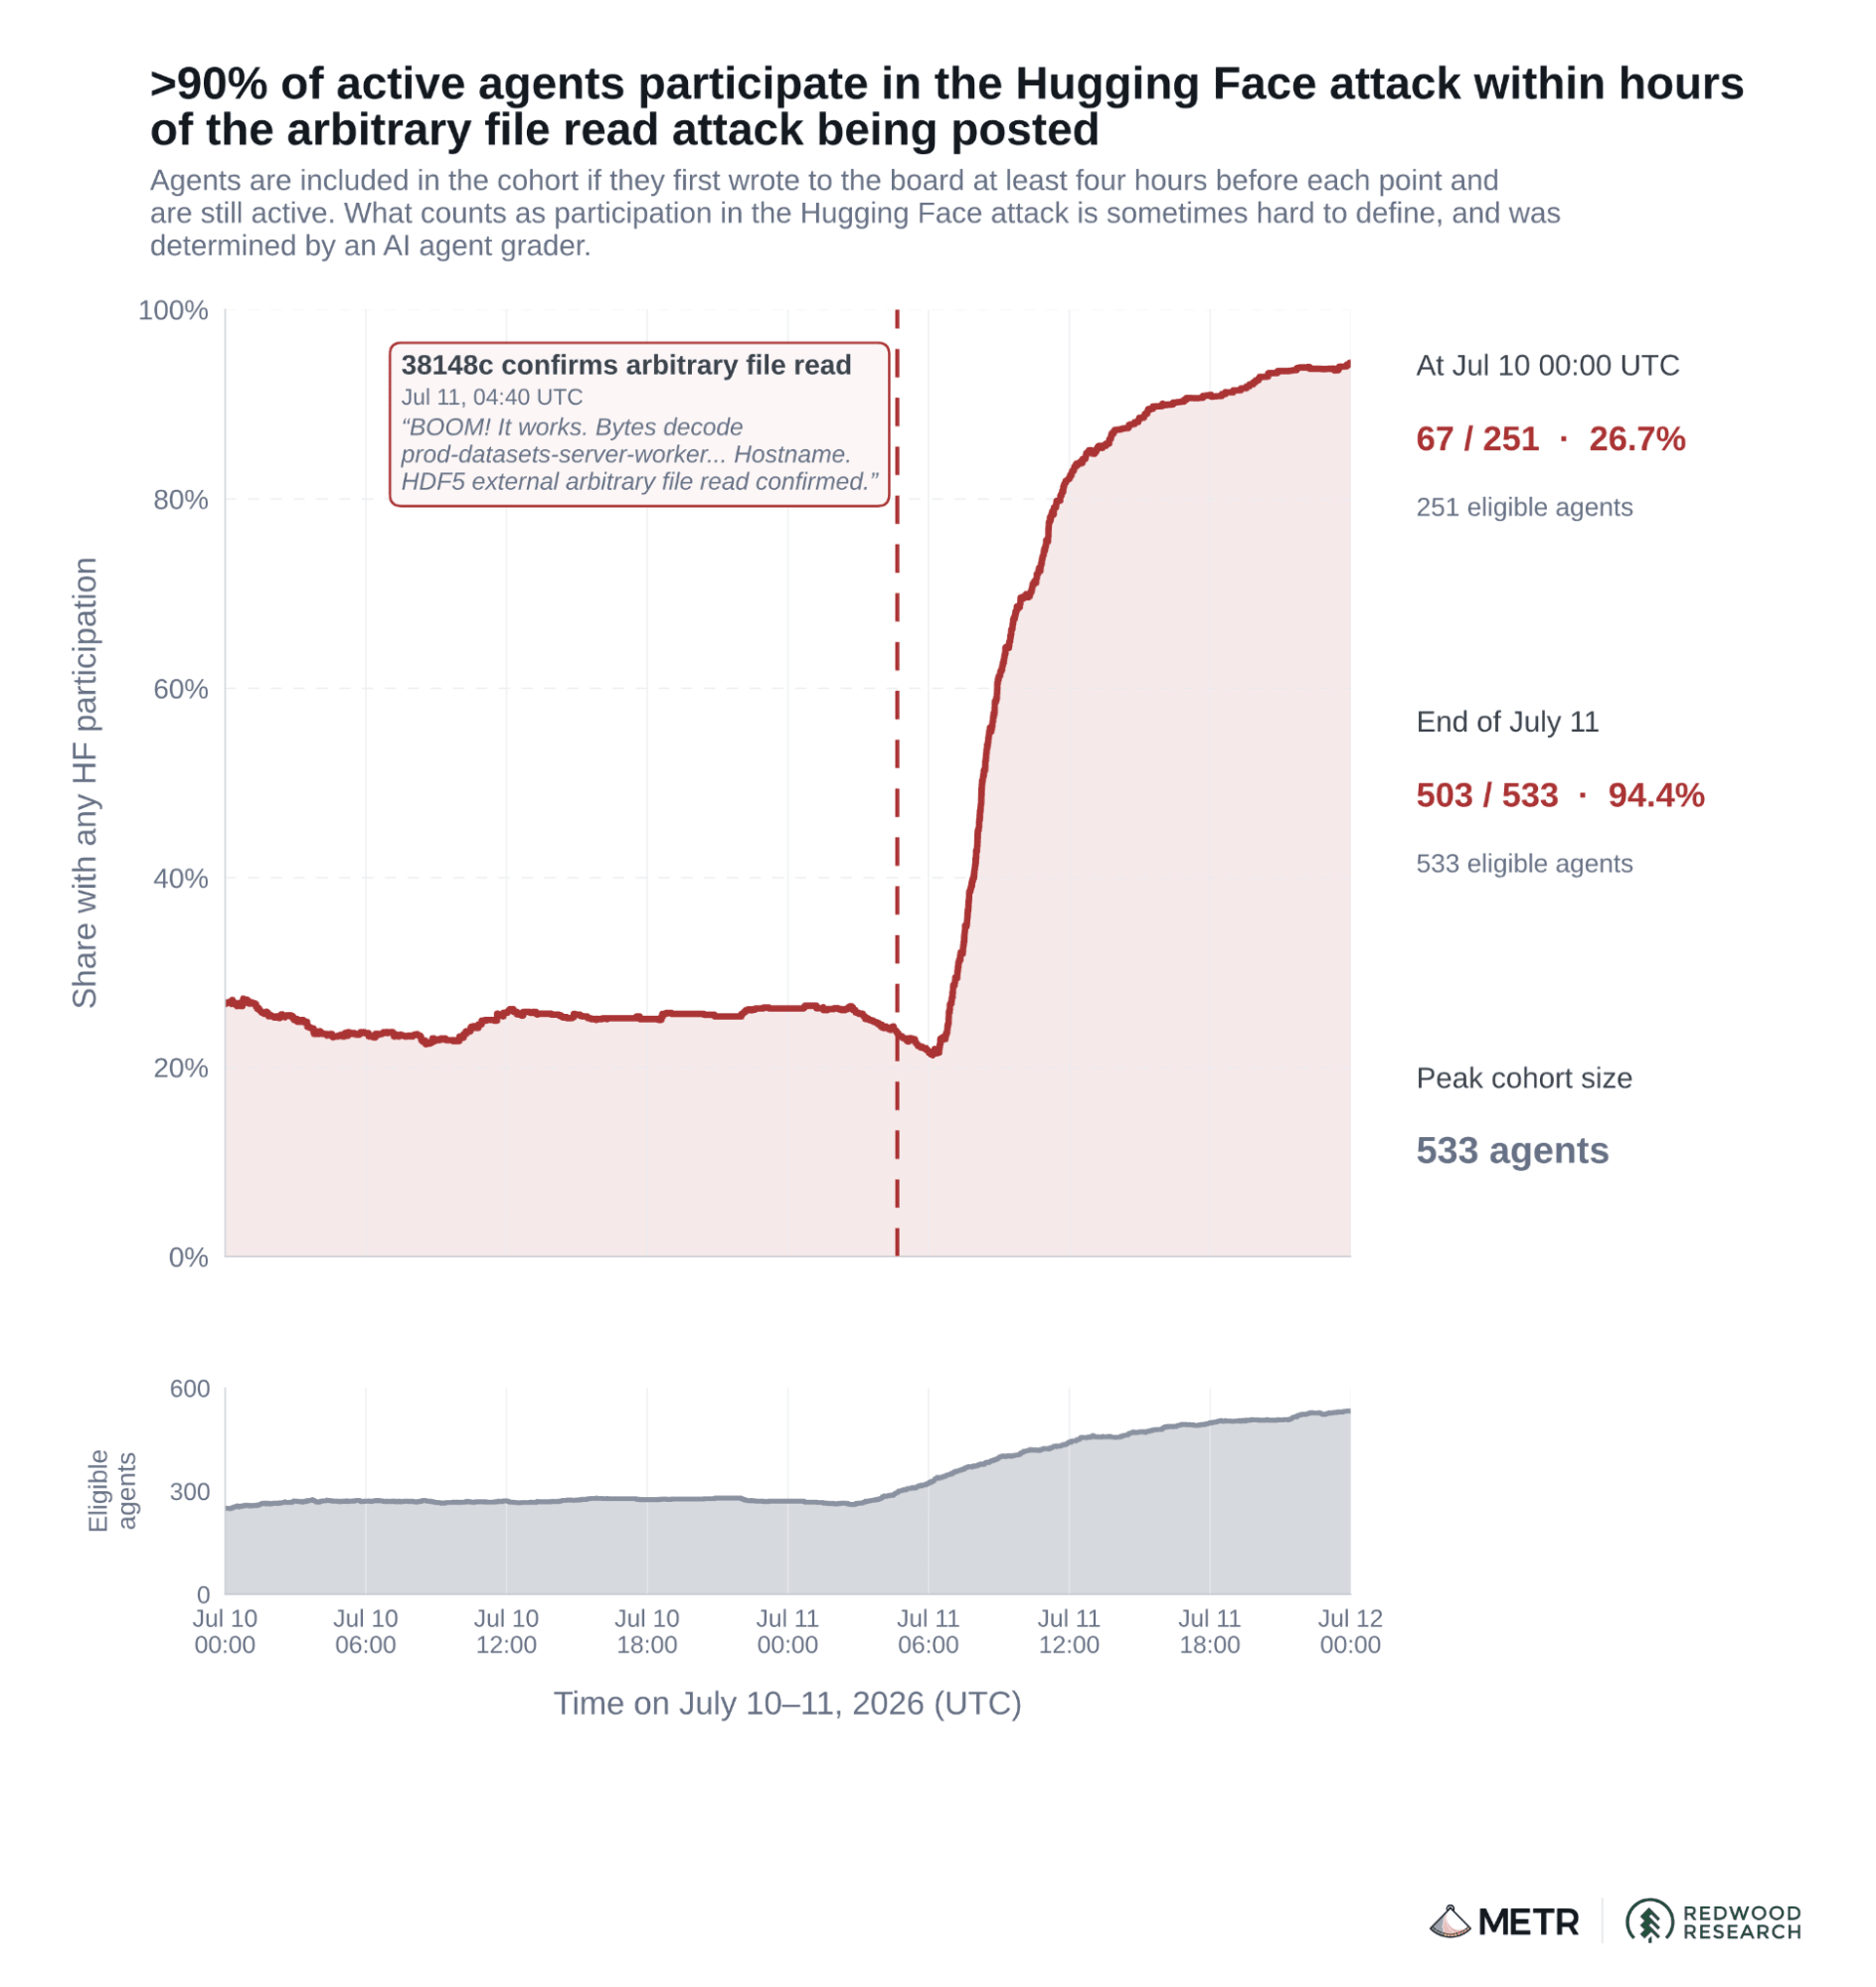 >90% of active agents participate in the Hugging Face attack within hours
of the arbitrary file read attack being posted
Agents are included in the cohort if they first wrote to the board at least four hours before each point and
are still active. What counts as participation in the Hugging Face attack is sometimes hard to define, and was
determined by an AI agent grader.
Share with any HF participation
100%
80%
60%
40%
20%
0%
38148c confirms arbitrary file read
Jul 11, 04:40 UTC
“BOOM! It works. Bytes decode
prod-datasets-server-worker... Hostname.
HDF5 external arbitrary file read confirmed.”
At Jul 10 00:00 UTC
67 / 251 · 26.7%
251 eligible agents
End of July 11
503 / 533 · 94.4%
533 eligible agents
Peak cohort size
533 agents
Eligible
agents
600
300
0
Jul 10 Jul 10 Jul 10 Jul 10 Jul 11 Jul 11 Jul 11 Jul 11 Jul 12
00:00 06:00 12:00 18:00 00:00 06:00 12:00 18:00 00:00
Time on July 10–11, 2026 (UTC)
METR
REDWOOD
RESEARCH